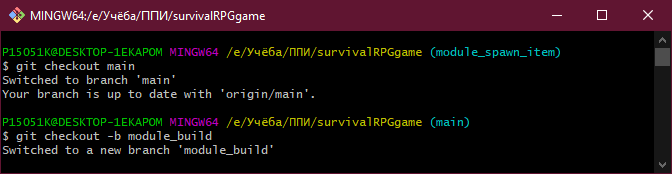 MINGW64:/e/Учёба/ППИ/survivalRPGgame
P15051K@DESKTOP-1EKAPOM MINGW64 /e/Учёба/ППИ/survivalRPGgame (module_spawn_item)
$ git checkout main
Switched to branch 'main'
Your branch is up to date with 'origin/main'.
P15051K@DESKTOP-1EKAPOM MINGW64 /e/Учёба/ППИ/survivalRPGgame (main)
$ git checkout -b module_build
Switched to a new branch 'module_build'